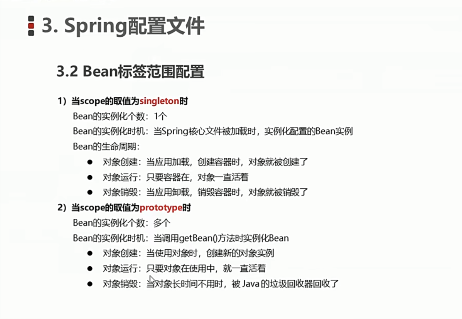 3. Spring配置文件
3.2 Bean标签范围配置
1）当scope的取值为singleton时
Bean的实例化个数：1个
Bean的实例化时机：当Spring核心文件被加载时，实例化配置的Bean实例
Bean的生命周期：
● 对象创建：当应用加载，创建容器时，对象就被创建了
● 对象运行：只要容器在，对象一直活着
● 对象销毁：当应用卸载，销毁容器时，对象就被销毁了
2）当scope的取值为prototype时
Bean的实例化个数：多个
Bean的实例化时机：当调用getBean()方法时实例化Bean
● 对象创建：当使用对象时，创建新的对象实例
● 对象运行：只要对象在使用中，就一直活着
● 对象销毁：当对象长时间不用时，被 Java 的垃圾回收器回收了